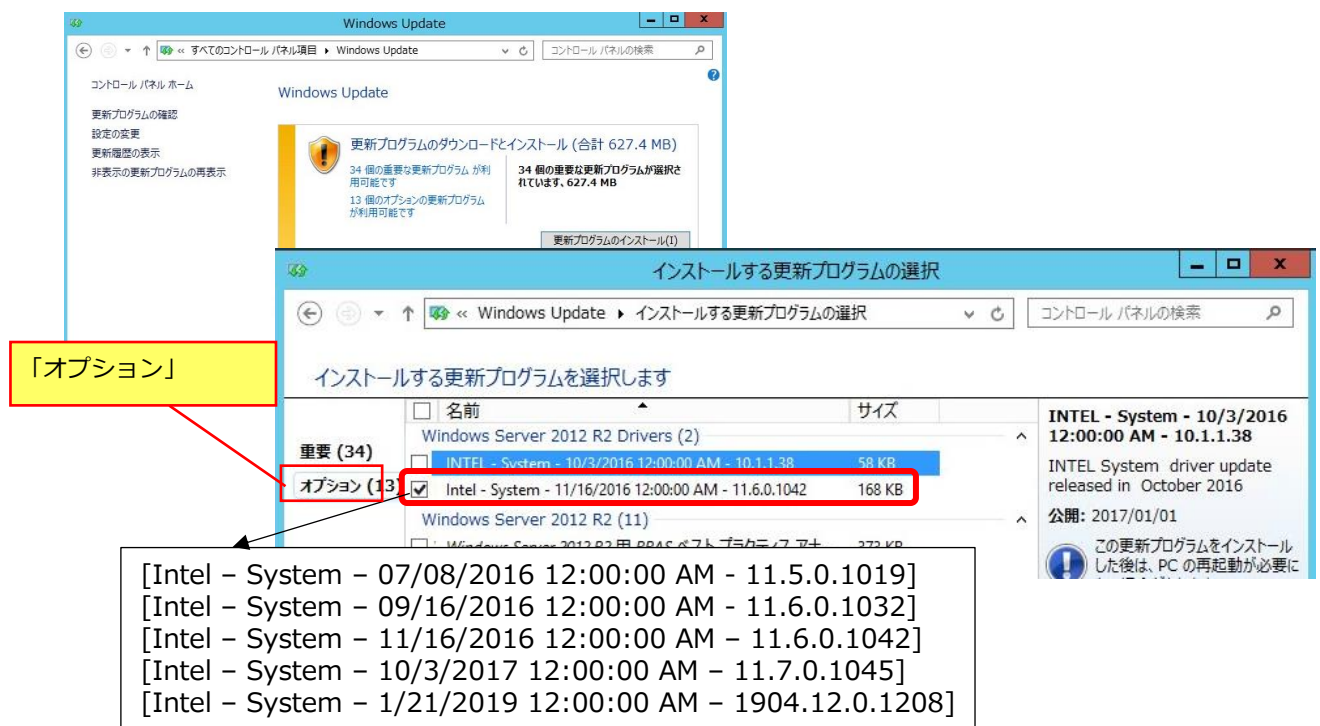 Windows Update
« すべてのコントロール パネル項目 ▸ Windows Update
コントロール パネルの検索
コントロール パネル ホーム
更新プログラムの確認
設定の変更
更新履歴の表示
非表示の更新プログラムの再表示
Windows Update
更新プログラムのダウンロードとインストール (合計 627.4 MB)
34 個の重要な更新プログラム が利
用可能です
13 個のオプションの更新プログラム
が利用可能です
34 個の重要な更新プログラムが選択さ
れています、627.4 MB
更新プログラムのインストール(I)
インストールする更新プログラムの選択
« Windows Update ▸ インストールする更新プログラムの選択
コントロール パネルの検索
「オプション」
インストールする更新プログラムを選択します
名前 サイズ
重要 (34)
オプション (13)
Windows Server 2012 R2 Drivers (2)
INTEL - System - 10/3/2016 12:00:00 AM - 10.1.1.38 58 KB
Intel - System - 11/16/2016 12:00:00 AM - 11.6.0.1042 168 KB
Windows Server 2012 R2 (11)
Windows Server 2012 R2 用 RRAS ベスト プラクティス アナ 373 KB
INTEL - System - 10/3/2016
12:00:00 AM - 10.1.1.38
INTEL System driver update
released in October 2016
公開: 2017/01/01
この更新プログラムをインストール
した後は、PC の再起動が必要に
[Intel – System – 07/08/2016 12:00:00 AM - 11.5.0.1019]
[Intel – System – 09/16/2016 12:00:00 AM - 11.6.0.1032]
[Intel – System – 11/16/2016 12:00:00 AM – 11.6.0.1042]
[Intel – System – 10/3/2017 12:00:00 AM – 11.7.0.1045]
[Intel – System – 1/21/2019 12:00:00 AM – 1904.12.0.1208]